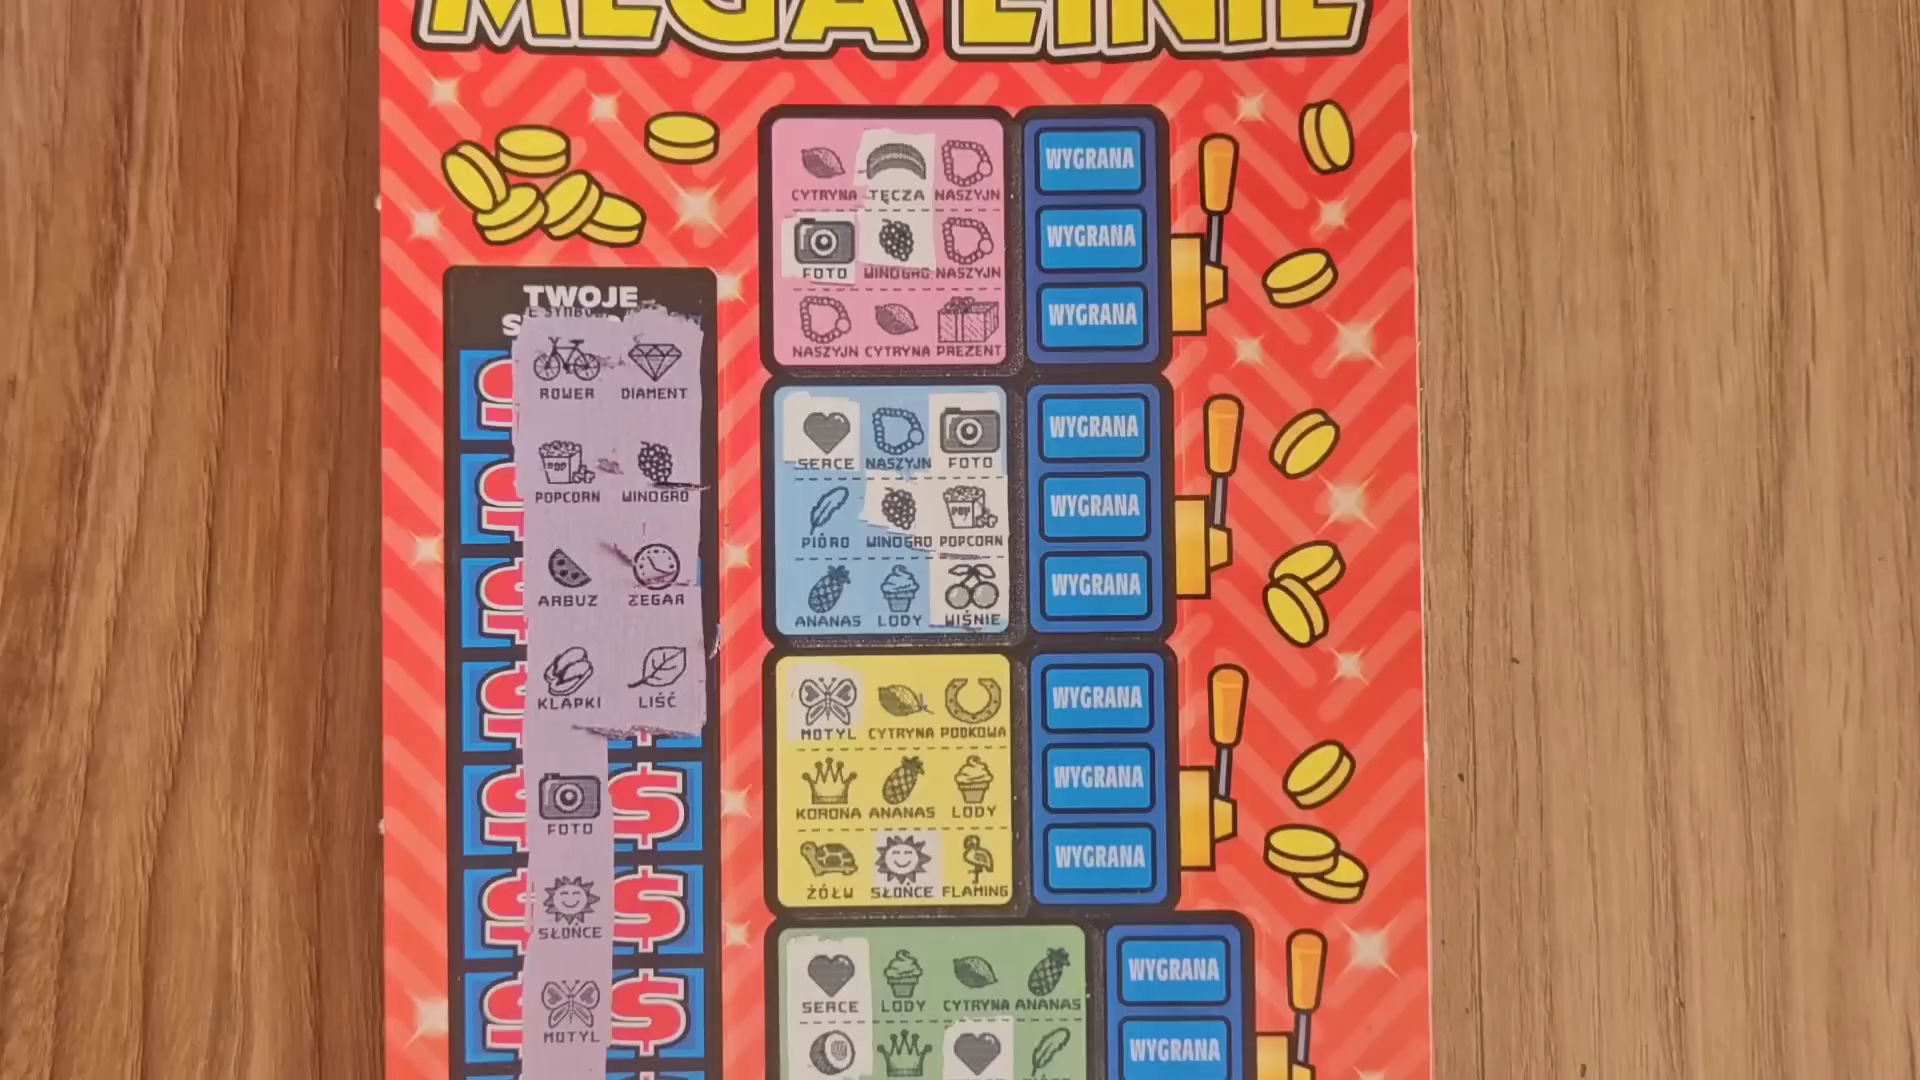 MEGA LINIE
TWOJE
ROWER DIAMENT
POPCORN WINOGRO
ARBUZ ZEGAR
KLAPKI LIŚĆ
FOTO
SŁOŃCE
MOTYL
CYTRYNA TĘCZA NASZYJN
FOTO WINOGRO NASZYJN
NASZYJN CYTRYNA PREZENT
WYGRANA
WYGRANA
WYGRANA
SERCE NASZYJN FOTO
PIÓRO WINOGRO POPCORN
ANANAS LODY WIŚNIE
WYGRANA
WYGRANA
WYGRANA
MOTYL CYTRYNA PODKOWA
KORONA ANANAS LODY
ŻÓŁW SŁOŃCE FLAMING
WYGRANA
WYGRANA
WYGRANA
SERCE LODY CYTRYNA ANANAS
WYGRANA
WYGRANA